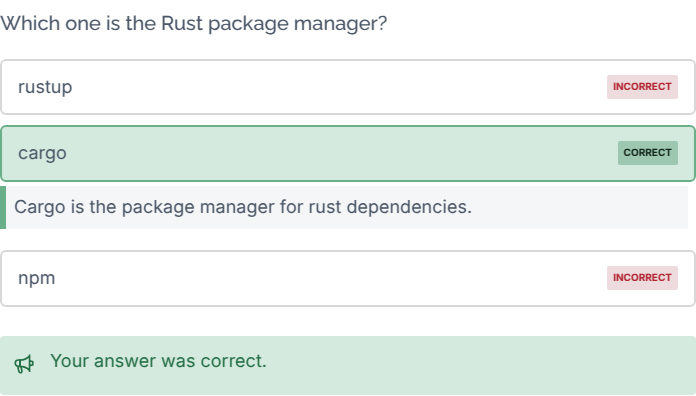 Which one is the Rust package manager?
rustup INCORRECT
cargo CORRECT
Cargo is the package manager for rust dependencies.
npm INCORRECT
Your answer was correct.